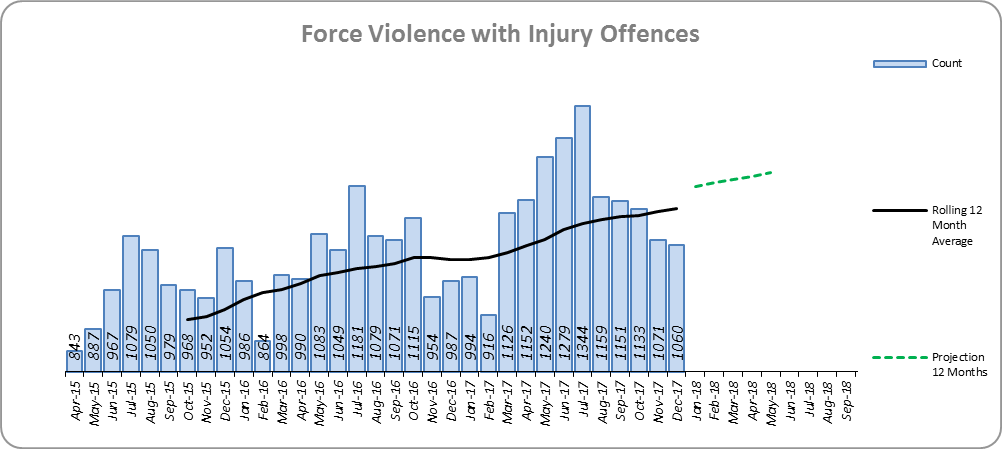 Force Violence with Injury Offences
Count
Rolling 12
Month
Average
Projection
12 Months
843
887
967
1079
1050
979
968
952
1054
986
864
998
990
1083
1049
1181
1079
1071
1115
954
987
994
916
1126
1152
1240
1279
1344
1159
1151
1133
1071
1060
Apr-15
May-15
Jun-15
Jul-15
Aug-15
Sep-15
Oct-15
Nov-15
Dec-15
Jan-16
Feb-16
Mar-16
Apr-16
May-16
Jun-16
Jul-16
Aug-16
Sep-16
Oct-16
Nov-16
Dec-16
Jan-17
Feb-17
Mar-17
Apr-17
May-17
Jun-17
Jul-17
Aug-17
Sep-17
Oct-17
Nov-17
Dec-17
Jan-18
Feb-18
Mar-18
Apr-18
May-18
Jun-18
Jul-18
Aug-18
Sep-18